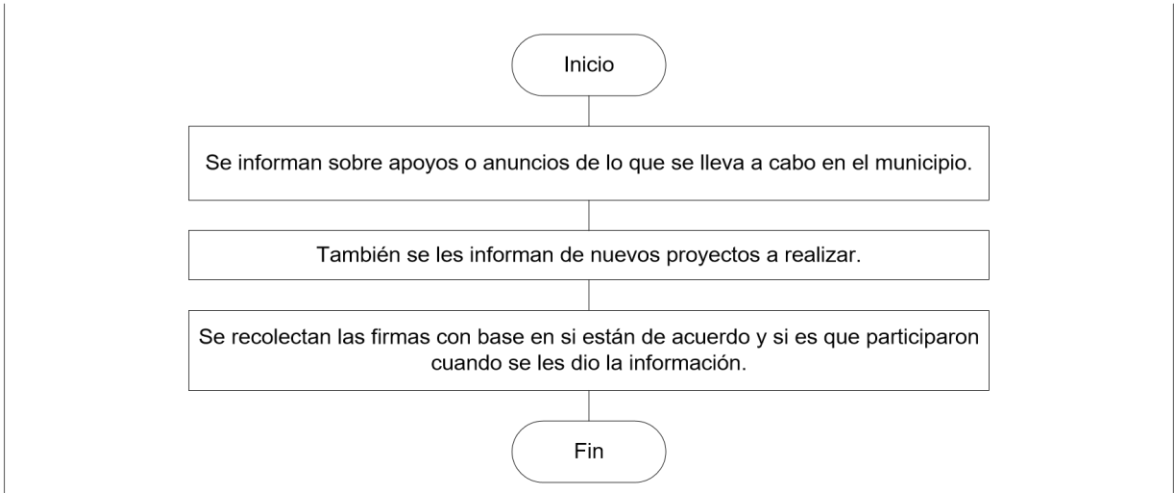 Inicio
Se informan sobre apoyos o anuncios de lo que se lleva a cabo en el municipio.
También se les informan de nuevos proyectos a realizar.
Se recolectan las firmas con base en si están de acuerdo y si es que participaron
cuando se les dio la información.
Fin